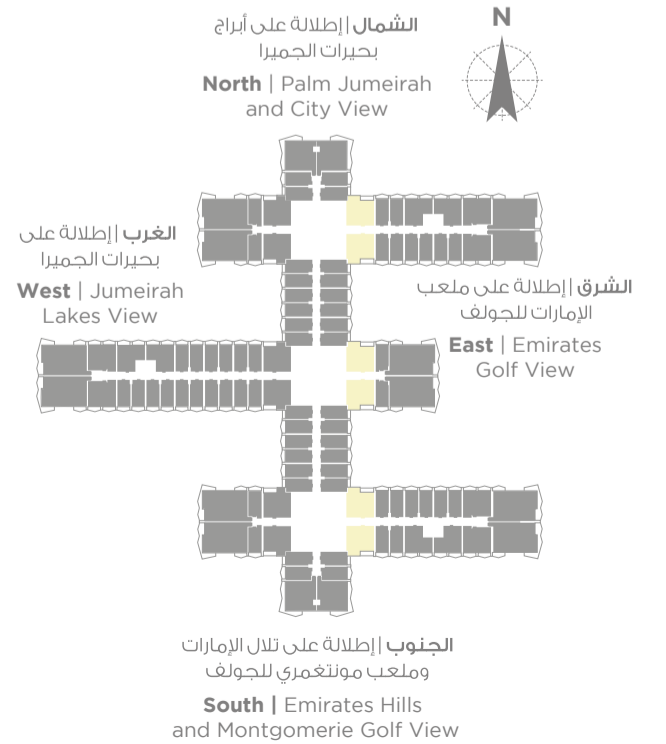 الشمال | إطلالة على أبراج
بحيرات الجميرا
North | Palm Jumeirah
and City View
N
الغرب | إطلالة على
بحيرات الجميرا
West | Jumeirah
Lakes View
الشرق | إطلالة على ملعب
الإمارات للجولف
East | Emirates
Golf View
الجنوب | إطلالة على تلال الإمارات
وملعب مونتغمري للجولف
South | Emirates Hills
and Montgomerie Golf View